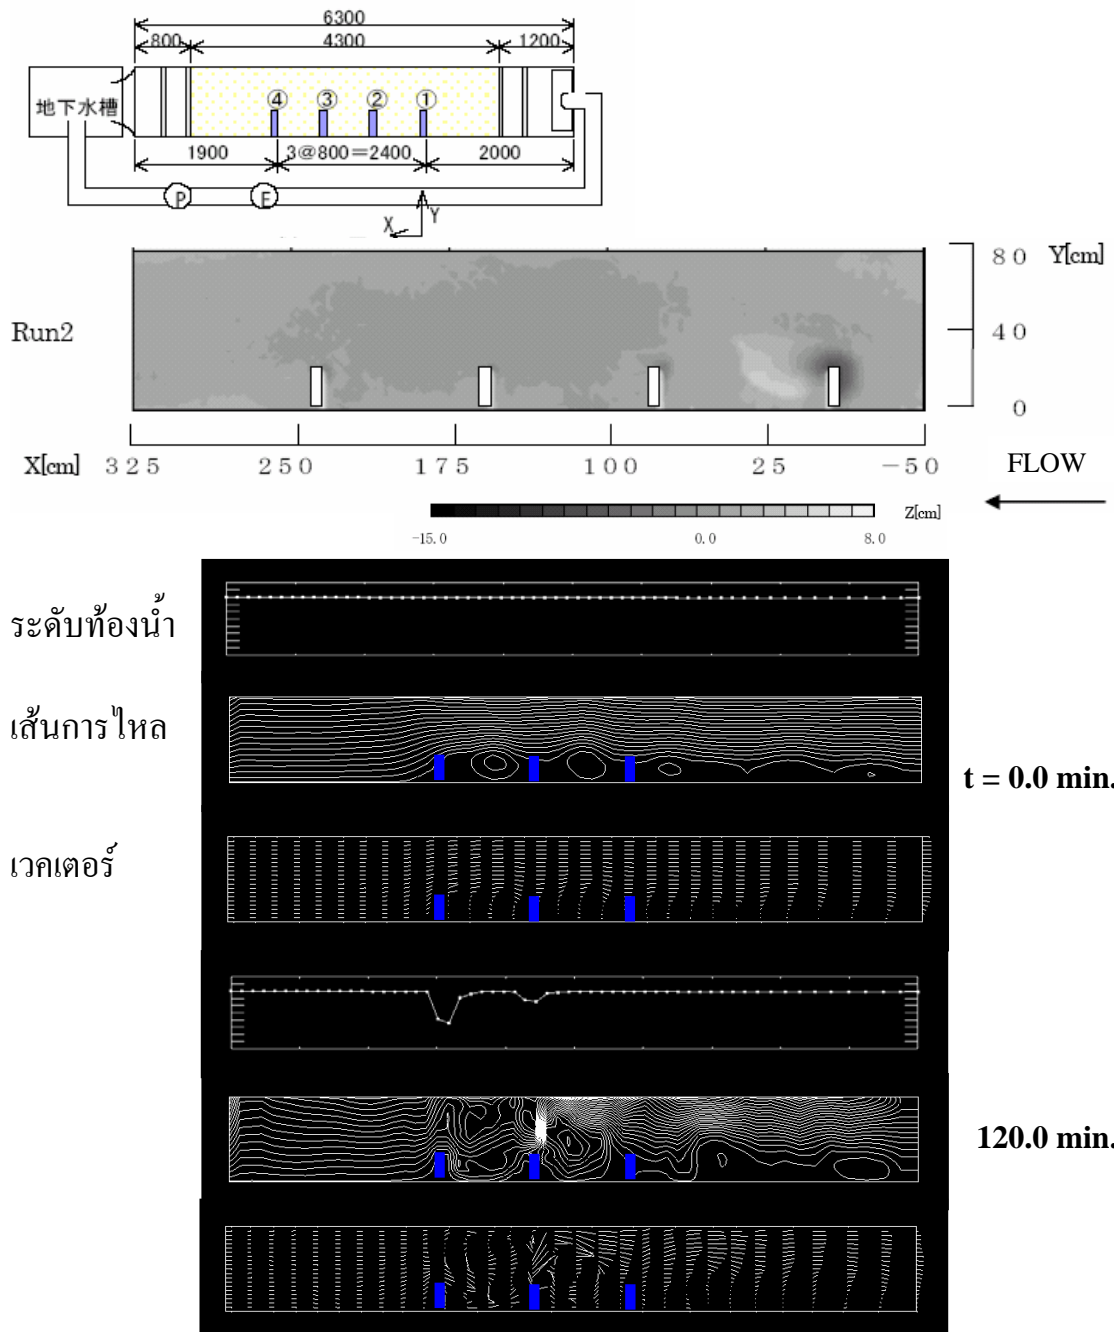 6300
800
4300
1200
地下水槽
④
③
②
①
1900
3@800=2400
2000
P
F
X
Y
Run2
80 Y[cm]
40
0
X[cm] 325 250 175 100 25 -50
FLOW
Z[cm]
-15.0 0.0 8.0
ระดับท้องน้ำ
เส้นการไหล
t = 0.0 min.
เวคเตอร์
120.0 min.